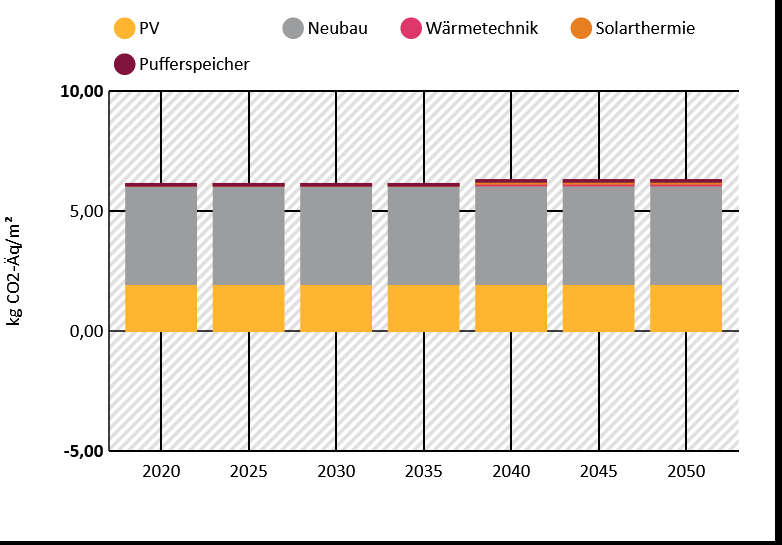 PV Neubau Wärmetechnik Solarthermie
Pufferspeicher
10,00
5,00
0,00
-5,00
kg CO2-Äq/m²
2020 2025 2030 2035 2040 2045 2050